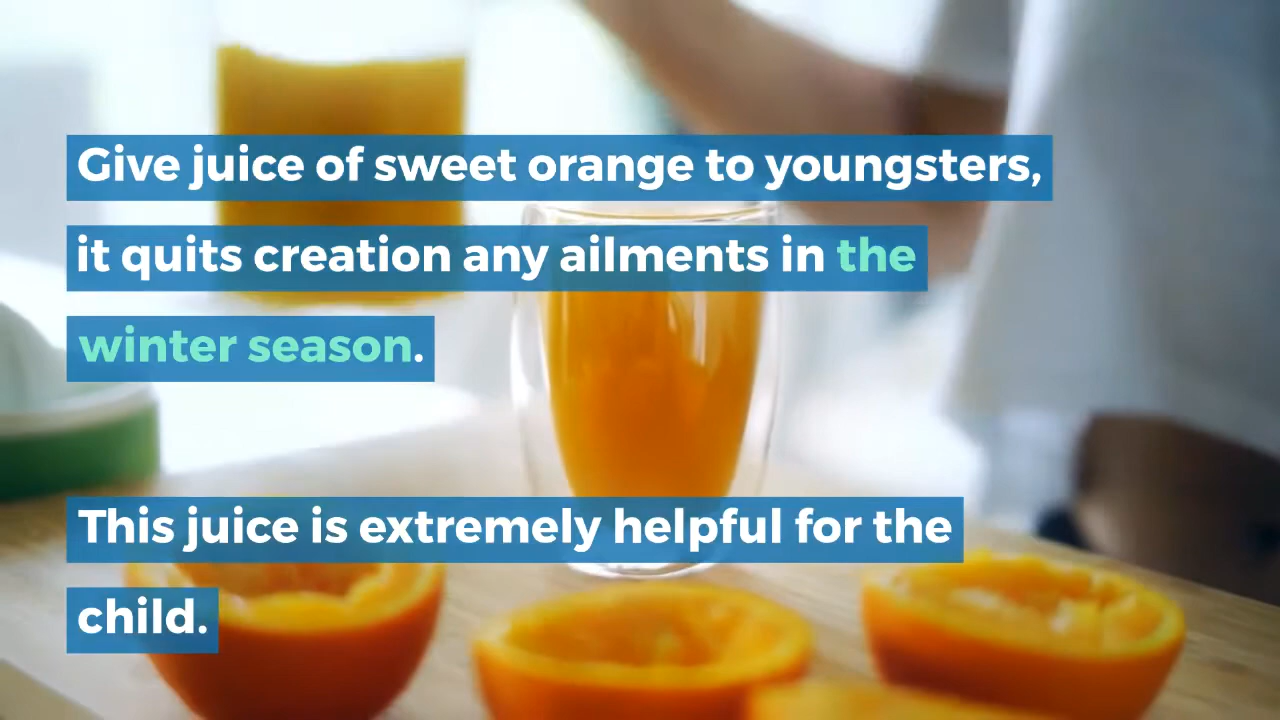 Give juice of sweet orange to youngsters,
it quits creation any ailments in the
winter season.
This juice is extremely helpful for the
child.